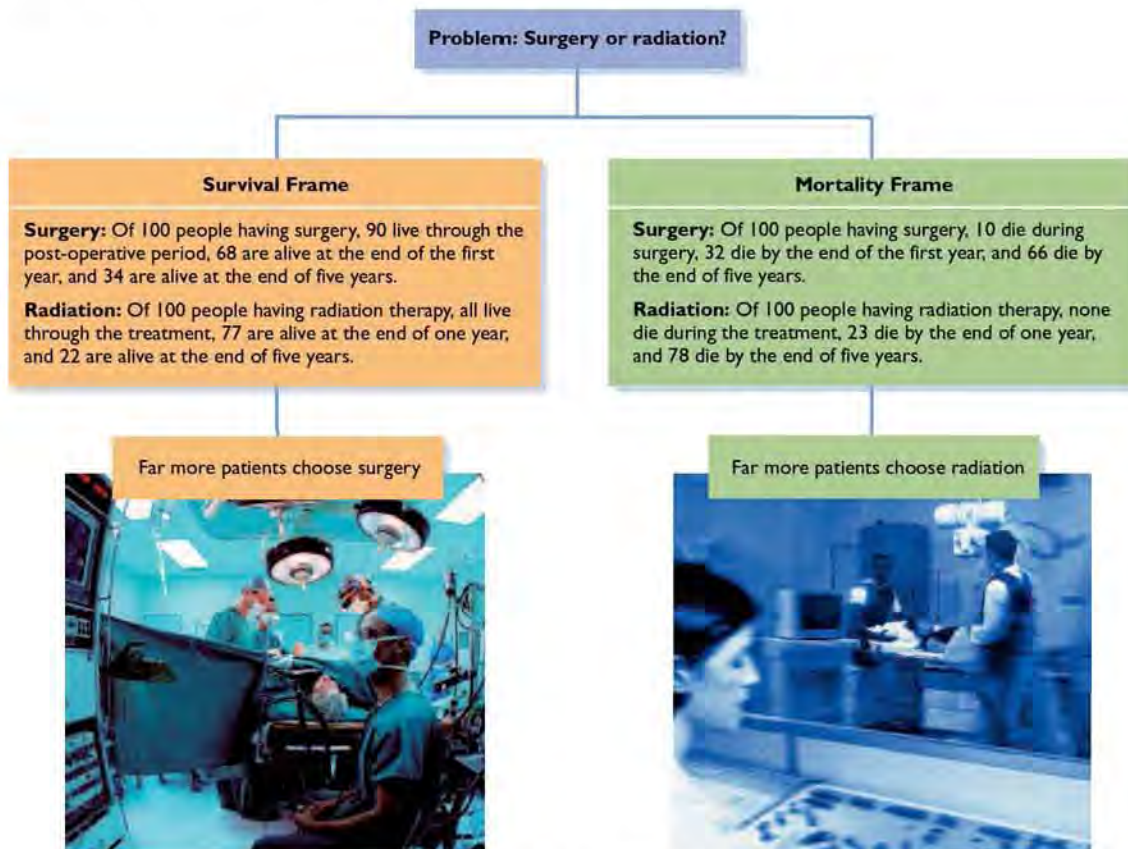 Problem: Surgery or radiation?
Survival Frame
Surgery: Of 100 people having surgery, 90 live through the
post-operative period, 68 are alive at the end of the first
year, and 34 are alive at the end of five years.
Radiation: Of 100 people having radiation therapy, all live
through the treatment, 77 are alive at the end of one year,
and 22 are alive at the end of five years.
Far more patients choose surgery
Mortality Frame
Surgery: Of 100 people having surgery, 10 die during
surgery, 32 die by the end of the first year, and 66 die by
the end of five years.
Radiation: Of 100 people having radiation therapy, none
die during the treatment, 23 die by the end of one year,
and 78 die by the end of five years.
Far more patients choose radiation